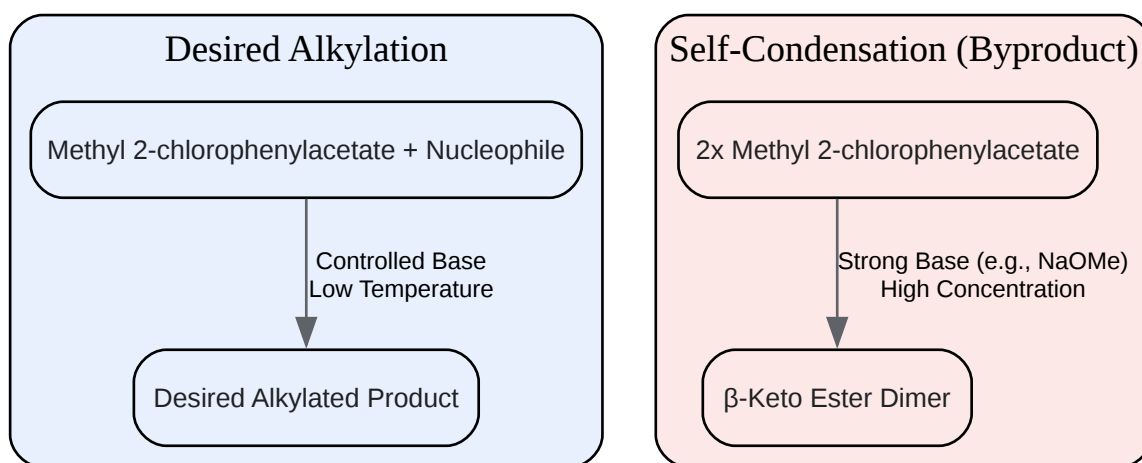 Desired Alkylation
Methyl 2-chlorophenylacetate + Nucleophile
Controlled Base
Low Temperature
Desired Alkylated Product
Self-Condensation (Byproduct)
2x Methyl 2-chlorophenylacetate
Strong Base (e.g., NaOMe)
High Concentration
β-Keto Ester Dimer